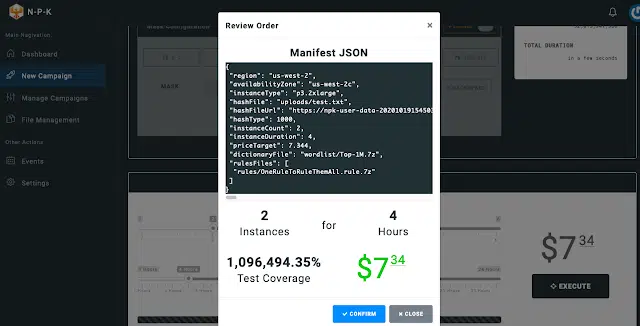 N-P-K
Main Navigation
Dashboard
New Campaign
Manage Campaigns
File Management
Other Actions
Events
Settings
TOTAL DURATION
in a few seconds
MASK
Review Order
×
Manifest JSON
{
"region": "us-west-2",
"availabilityZone": "us-west-2c",
"instanceType": "p3.2xlarge",
"hashFile": "uploads/test.txt",
"hashFileUrl": "https://npk-user-data-2020101915450
"hashType": 1000,
"instanceCount": 2,
"instanceDuration": 4,
"priceTarget": 7.344,
"dictionaryFile": "wordlist/Top-1M.7z",
"rulesFiles": [
"rules/OneRuleToRuleThemAll.rule.7z"
]
}
2
Instances
for
4
Hours
1,096,494.35%
Test Coverage
$7 34
CONFIRM
CLOSE
$7 34
EXECUTE